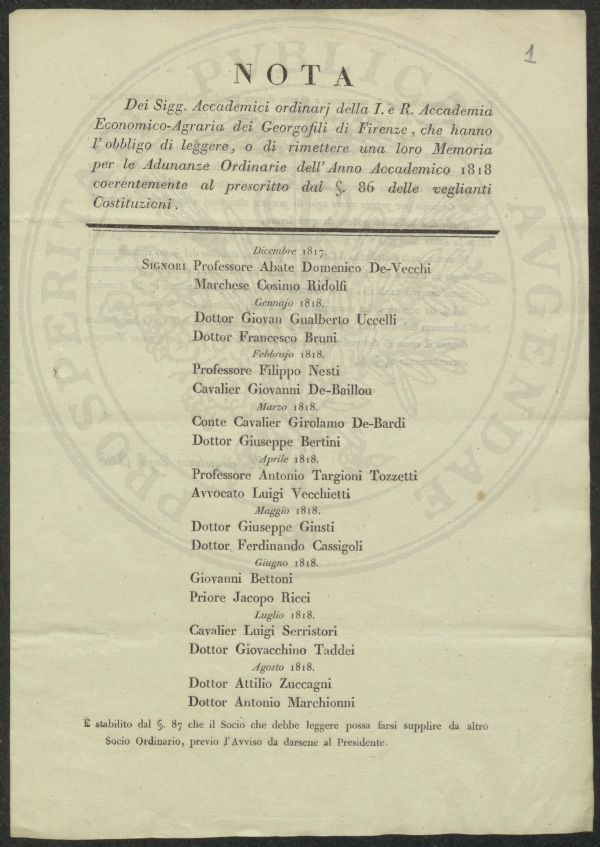 1
NOTA
Dei Sigg. Accademici ordinarj della I. e R. Accademia
Economico-Agraria dei Georgofili di Firenze, che hanno
l'obbligo di leggere, o di rimettere una loro Memoria
per le Adunanze Ordinarie dell'Anno Accademico 1818
coerentemente al prescritto dal §. 86 delle veglianti
Costituzioni.
Dicembre 1817.
SIGNORI Professore Abate Domenico De-Vecchi
Marchese Cosimo Ridolfi
Gennajo 1818.
Dottor Giovan Gualberto Uccelli
Dottor Francesco Bruni
Febbrajo 1818.
Professore Filippo Nesti
Cavalier Giovanni De-Baillou
Marzo 1818.
Conte Cavalier Girolamo De-Bardi
Dottor Giuseppe Bertini
Aprile 1818.
Professore Antonio Targioni Tozzetti
Avvocato Luigi Vecchietti
Maggio 1818.
Dottor Giuseppe Giusti
Dottor Ferdinando Cassigoli
Giugno 1818.
Giovanni Bettoni
Priore Jacopo Ricci
Luglio 1818.
Cavalier Luigi Serristori
Dottor Giovacchino Taddei
Agosto 1818.
Dottor Attilio Zuccagni
Dottor Antonio Marchionni
È stabilito dal §. 87 che il Socio che debbe leggere possa farsi supplire da altro
Socio Ordinario, previo l'Avviso da darsene al Presidente.
PROSPERITATI PUBLICAE AUGENDAE